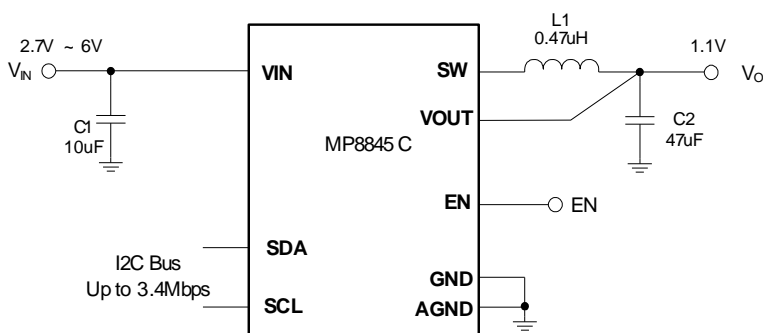 L1
0.47uH
2.7V ~ 6V
1.1V
VIN
VIN
SW
VO
VOUT
C1
10uF
C2
47uF
MP8845 C
EN
EN
SDA
I2C Bus
Up to 3.4Mbps
GND
SCL
AGND